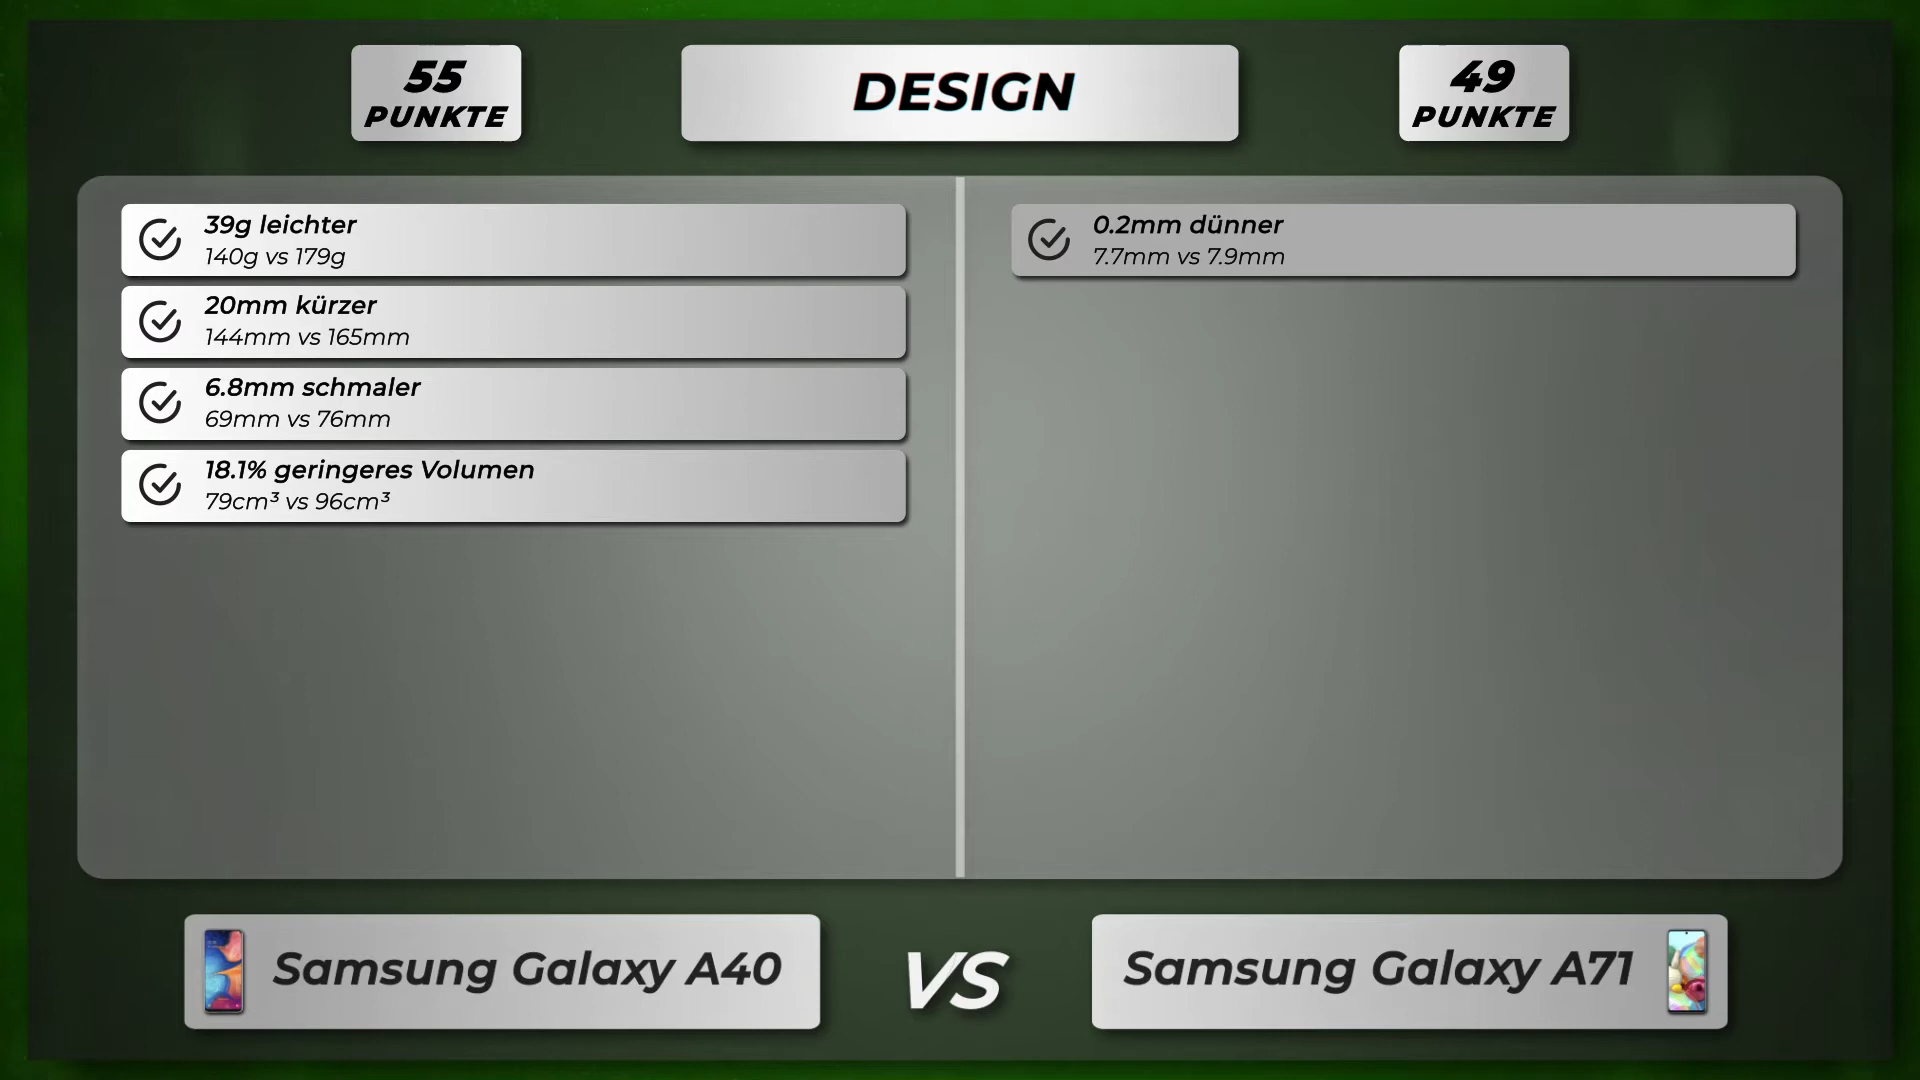 55
PUNKTE
DESIGN
49
PUNKTE
39g leichter
140g vs 179g
20mm kürzer
144mm vs 165mm
6.8mm schmaler
69mm vs 76mm
18.1% geringeres Volumen
79cm³ vs 96cm³
0.2mm dünner
7.7mm vs 7.9mm
Samsung Galaxy A40
VS
Samsung Galaxy A71